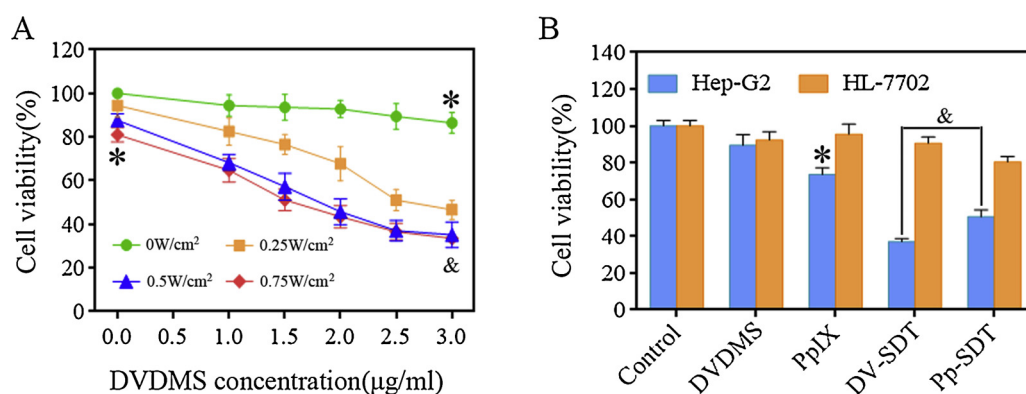 A
120
100
80
60
40
20
0
Cell viability(%)
*
*
&
0W/cm²
0.25W/cm²
0.5W/cm²
0.75W/cm²
0.0 0.5 1.0 1.5 2.0 2.5 3.0
DVDMS concentration(μg/ml)
B
140
120
100
80
60
40
20
0
Cell viability(%)
Hep-G2
HL-7702
*
&
Control
DVDMS
PpIX
DV-SDT
Pp-SDT